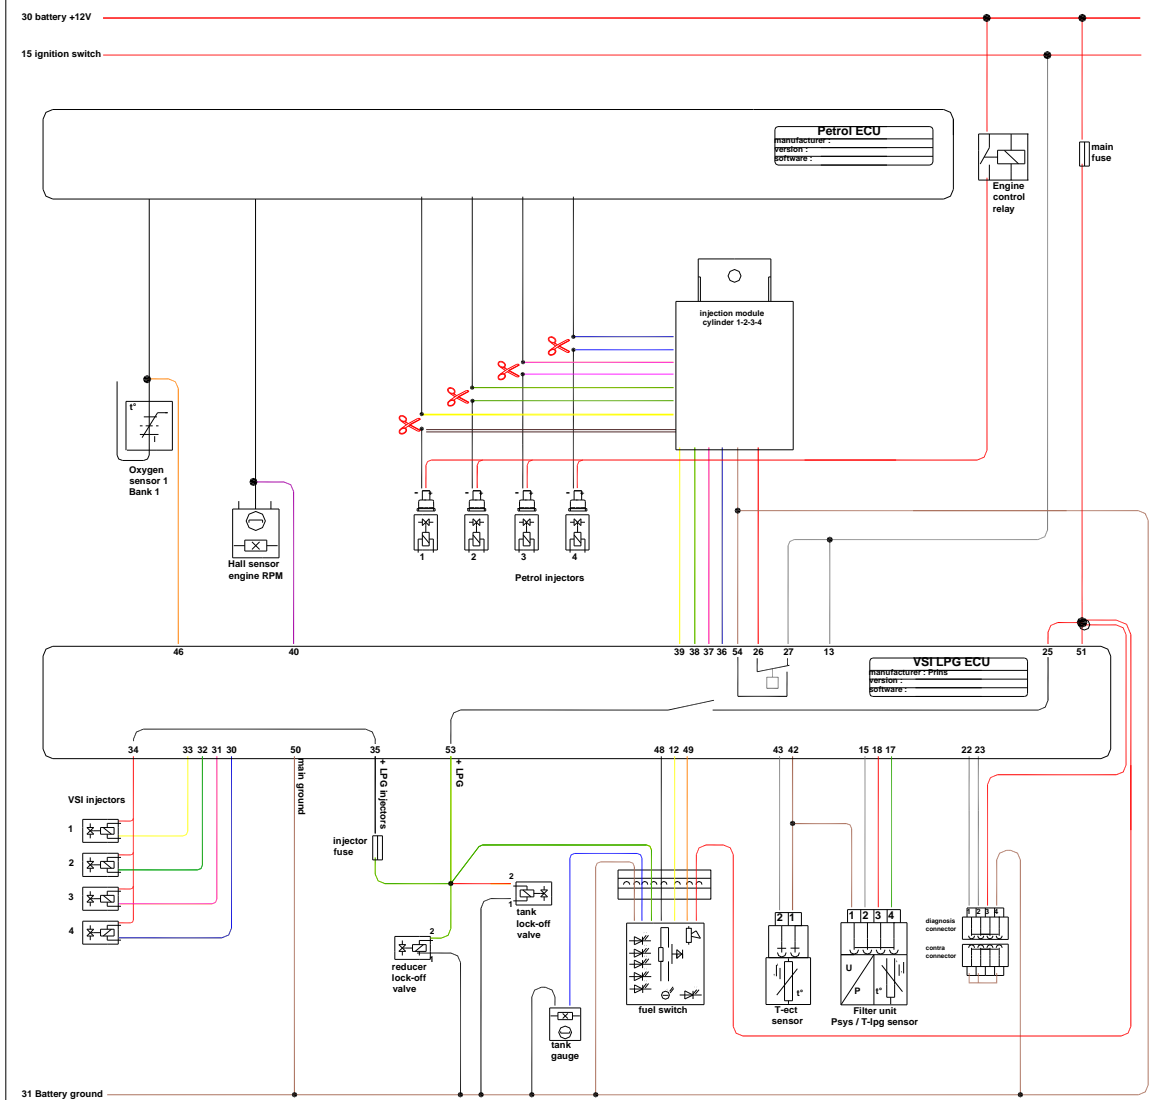 30 battery +12V
15 ignition switch
Petrol ECU
manufacturer :
version :
software :
main
fuse
Engine
control
relay
injection module
cylinder 1-2-3-4
t°
Oxygen
sensor 1
Bank 1
Hall sensor
engine RPM
- + - + - + - +
1 2 3 4
Petrol injectors
46 40 39 38 37 36 54 26 27 13 25 51
VSI LPG ECU
manufacturer : Prins
version :
software :
34 33 32 31 30 50 35 53 48 12 49 43 42 15 18 17 22 23
main ground
+ LPG injectors
+ LPG
VSI injectors
1
2
3
4
injector
fuse
2
1
tank
lock-off
valve
2
1
reducer
lock-off
valve
tank
gauge
fuel switch
2 1
t°
T-ect
sensor
1 2 3 4
U
P
t°
Filter unit
Psys / T-lpg sensor
1 2 3 4
diagnosis
connector
contra
connector
31 Battery ground